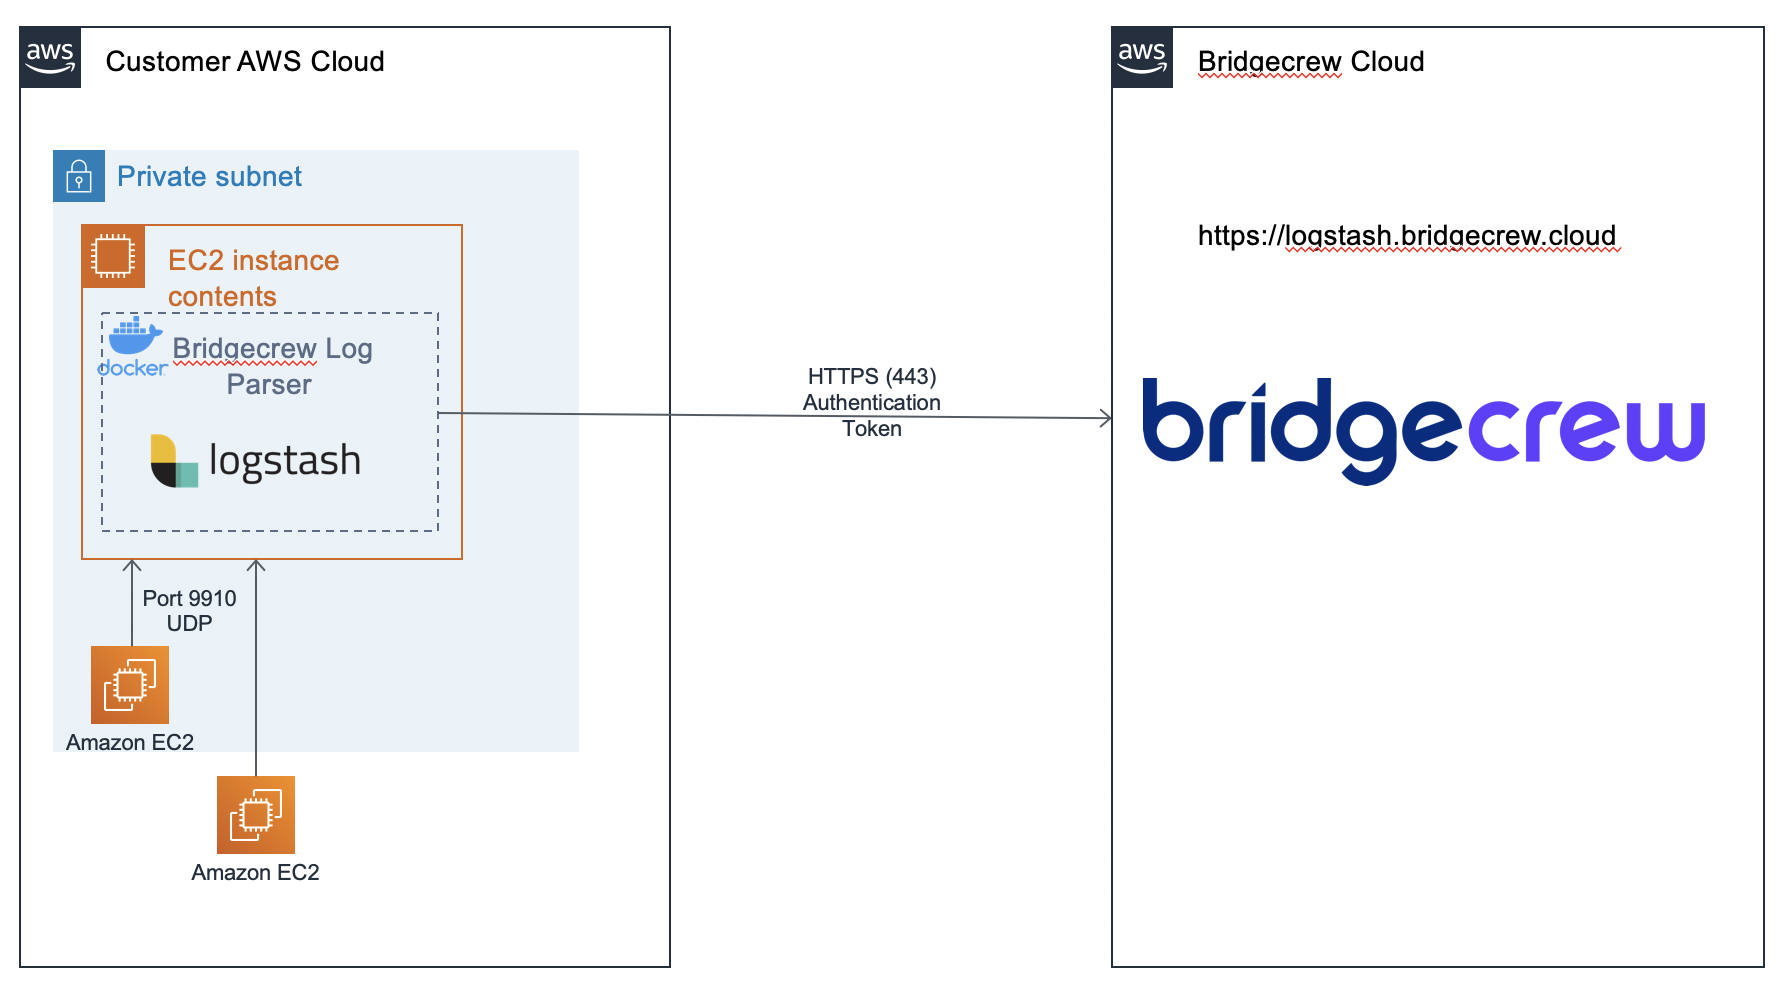 aws
Customer AWS Cloud
Private subnet
EC2 instance
contents
docker
Bridgecrew Log
Parser
logstash
Port 9910
UDP
Amazon EC2
Amazon EC2
HTTPS (443)
Authentication
Token
aws
Bridgecrew Cloud
https://logstash.bridgecrew.cloud
bridgecrew